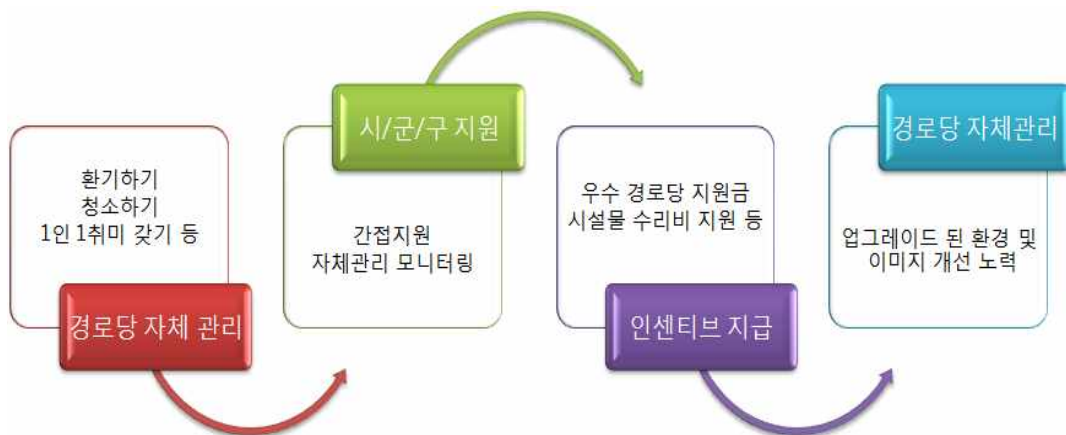 환기하기
청소하기
1인 1취미 갖기 등
경로당 자체 관리
시/군/구 지원
간접지원
자체관리 모니터링
우수 경로당 지원금
시설물 수리비 지원 등
인센티브 지급
경로당 자체관리
업그레이드 된 환경 및
이미지 개선 노력